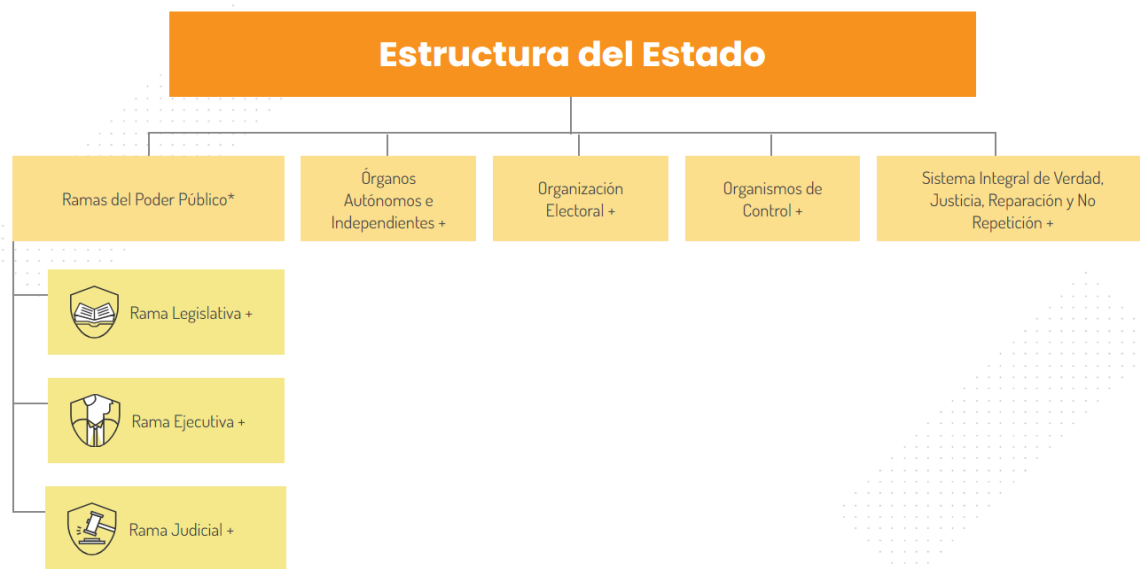 Estructura del Estado
Ramas del Poder Público*
Órganos
Autónomos e
Independientes +
Organización
Electoral +
Organismos de
Control +
Sistema Integral de Verdad,
Justicia, Reparación y No
Repetición +
Rama Legislativa +
Rama Ejecutiva +
Rama Judicial +